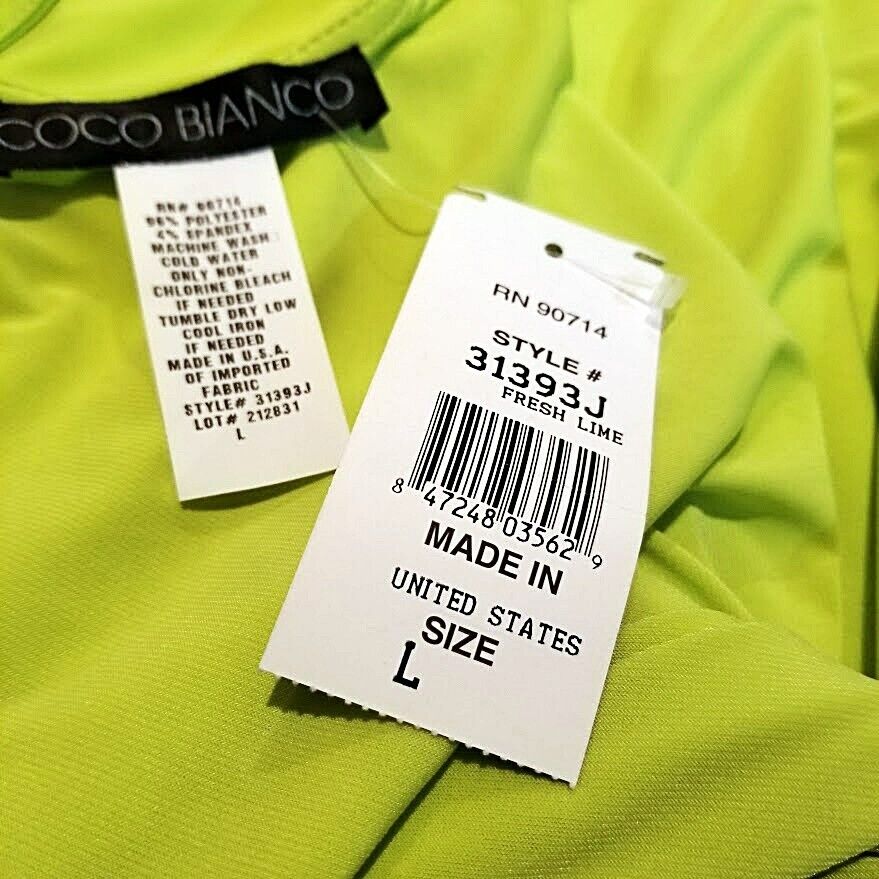 COCO BIANCO
RN# 90714
96% POLYESTER
4% SPANDEX
MACHINE WASH
COLD WATER
ONLY NON-
CHLORINE BLEACH
IF NEEDED
TUMBLE DRY LOW
COOL IRON
IF NEEDED
MADE IN U.S.A.
OF IMPORTED
FABRIC
STYLE# 31393J
LOT# 212831
L
RN 90714
STYLE #
31393J
FRESH LIME
8 47248 03562 9
MADE IN
UNITED STATES
SIZE
L